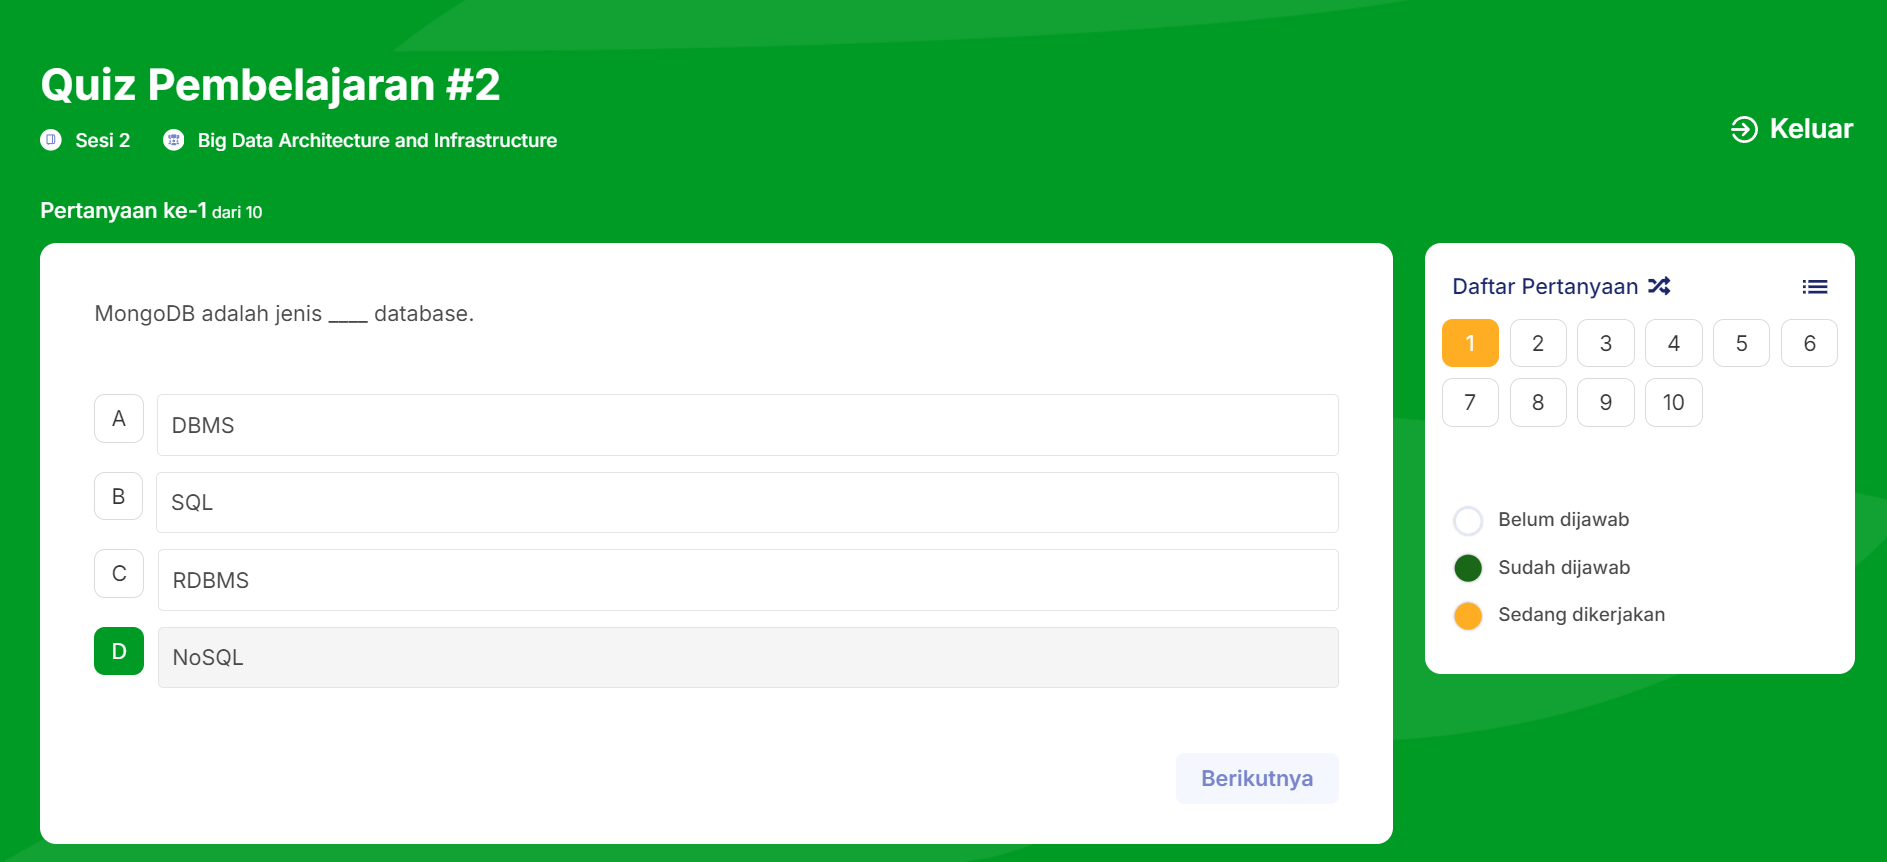 Quiz Pembelajaran #2
Sesi 2 Big Data Architecture and Infrastructure
Keluar
Pertanyaan ke-1 dari 10
MongoDB adalah jenis ____ database.
A DBMS
B SQL
C RDBMS
D NoSQL
Berikutnya
Daftar Pertanyaan
1 2 3 4 5 6
7 8 9 10
Belum dijawab
Sudah dijawab
Sedang dikerjakan